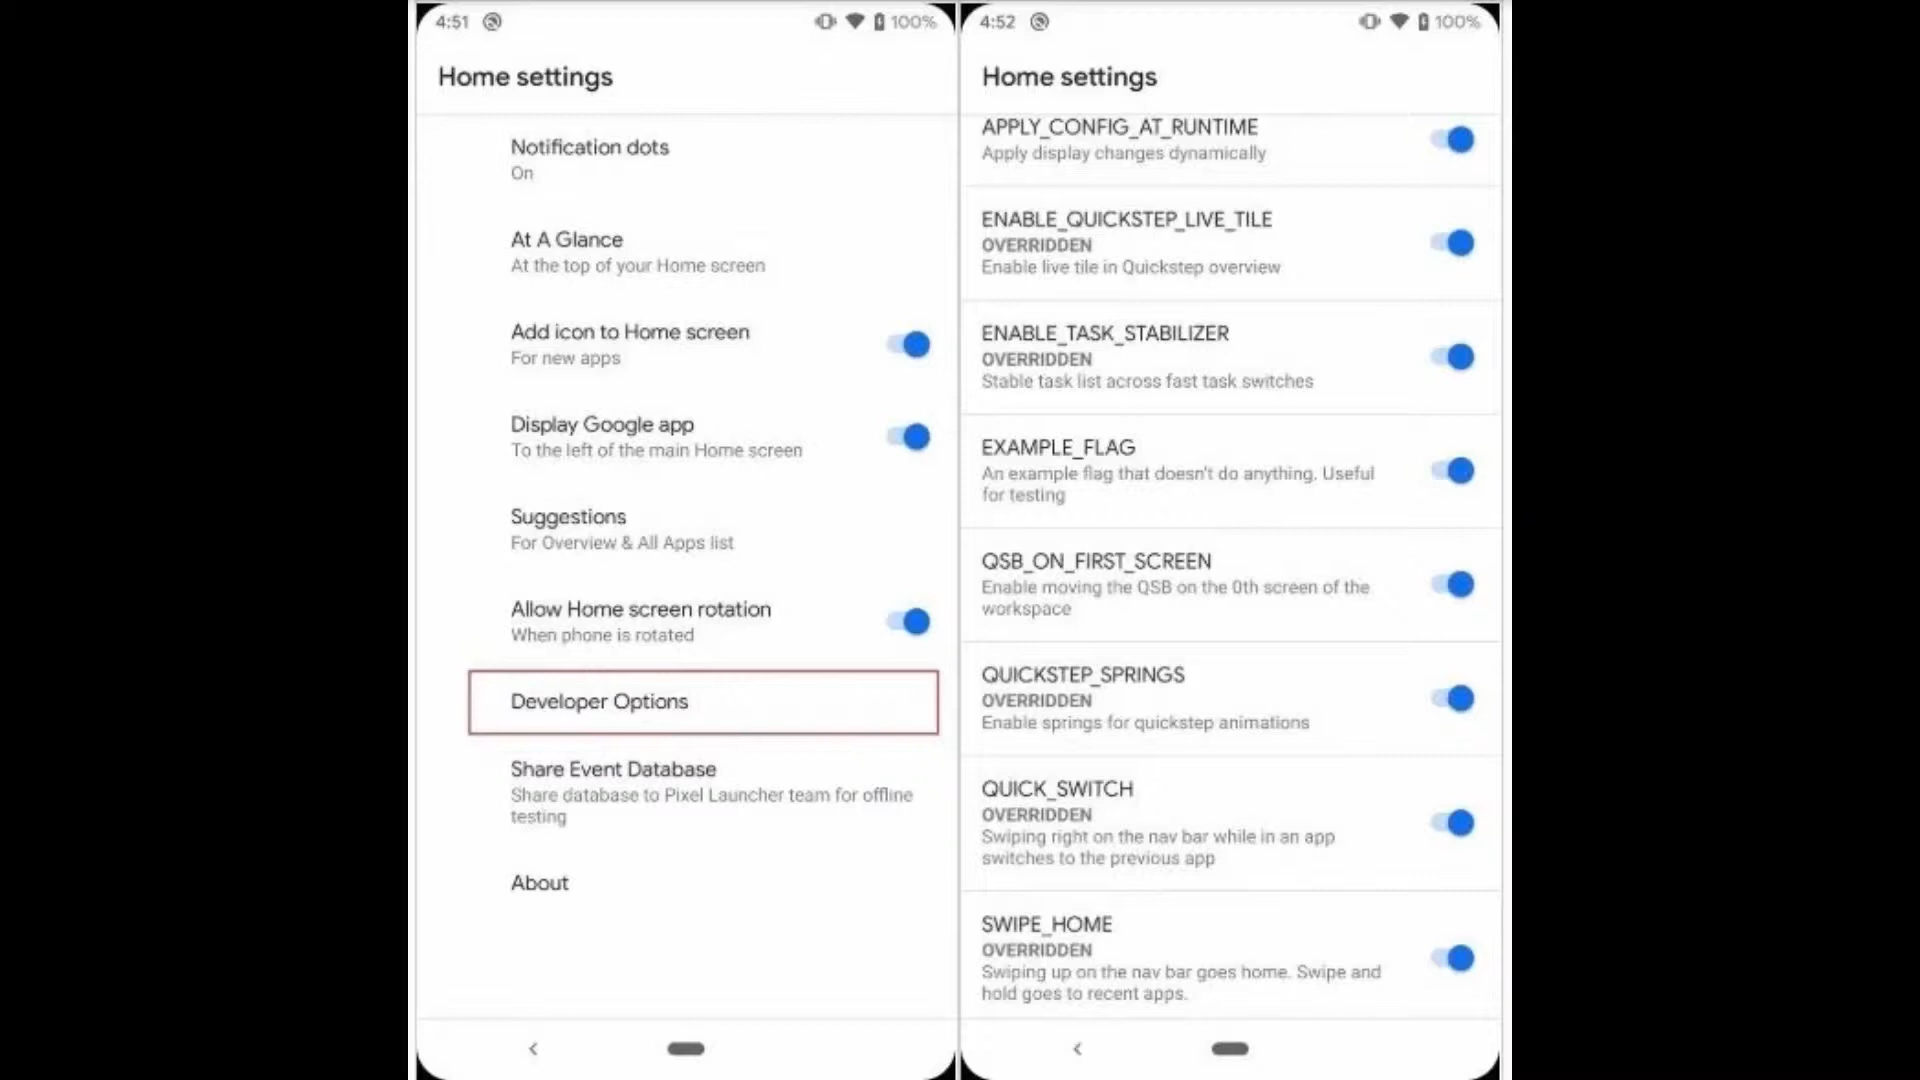 4:51
100%
Home settings
Notification dots
On
At A Glance
At the top of your Home screen
Add icon to Home screen
For new apps
Display Google app
To the left of the main Home screen
Suggestions
For Overview & All Apps list
Allow Home screen rotation
When phone is rotated
Developer Options
Share Event Database
Share database to Pixel Launcher team for offline
testing
About
4:52
100%
Home settings
APPLY_CONFIG_AT_RUNTIME
Apply display changes dynamically
ENABLE_QUICKSTEP_LIVE_TILE
OVERRIDDEN
Enable live tile in Quickstep overview
ENABLE_TASK_STABILIZER
OVERRIDDEN
Stable task list across fast task switches
EXAMPLE_FLAG
An example flag that doesn't do anything. Useful
for testing
QSB_ON_FIRST_SCREEN
Enable moving the QSB on the 0th screen of the
workspace
QUICKSTEP_SPRINGS
OVERRIDDEN
Enable springs for quickstep animations
QUICK_SWITCH
OVERRIDDEN
Swiping right on the nav bar while in an app
switches to the previous app
SWIPE_HOME
OVERRIDDEN
Swiping up on the nav bar goes home. Swipe and
hold goes to recent apps.